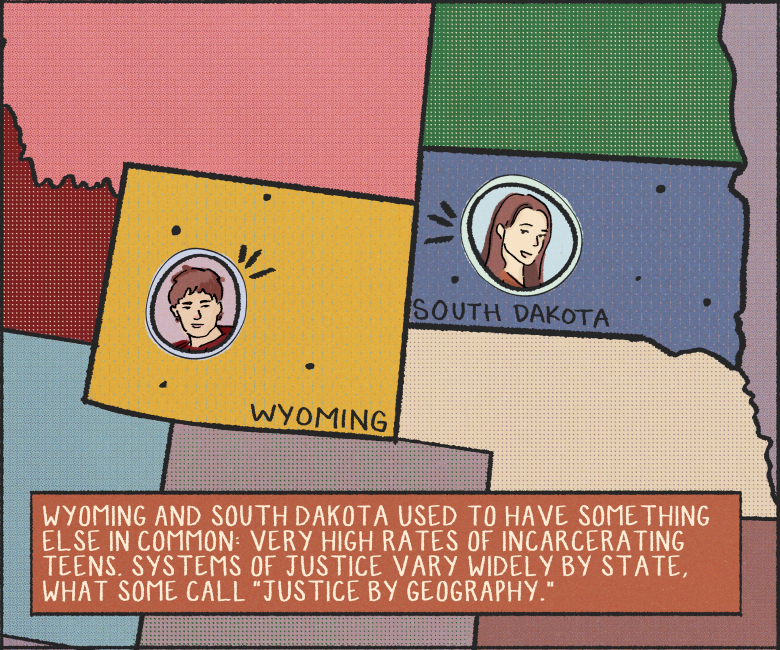 SOUTH DAKOTA
WYOMING
WYOMING AND SOUTH DAKOTA USED TO HAVE SOMETHING
ELSE IN COMMON: VERY HIGH RATES OF INCARCERATING
TEENS. SYSTEMS OF JUSTICE VARY WIDELY BY STATE,
WHAT SOME CALL "JUSTICE BY GEOGRAPHY."